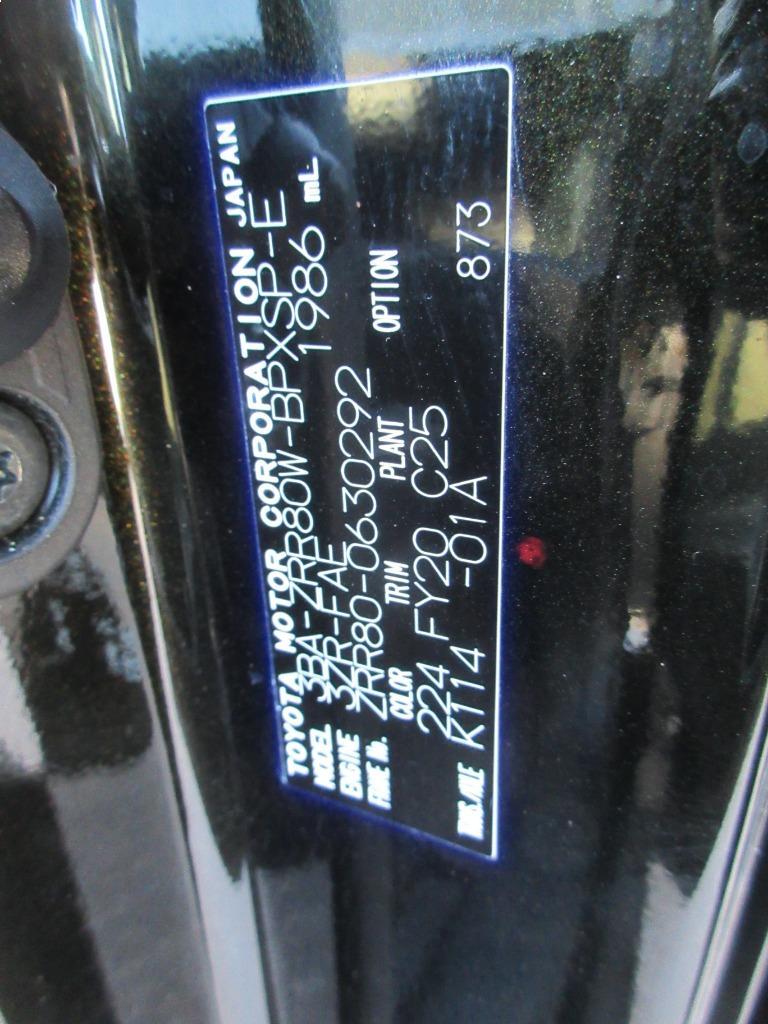 TOYOTA MOTOR CORPORATION JAPAN
MODEL 3BA-ZRR80W-BPXSP-E
ENGINE 3ZR-FAE 1986 mL
FRAME No. ZRR80-0630292
COLOR TRIM PLANT OPTION
224 FY20 C25 873
TRANS./AXLE K114 -01A